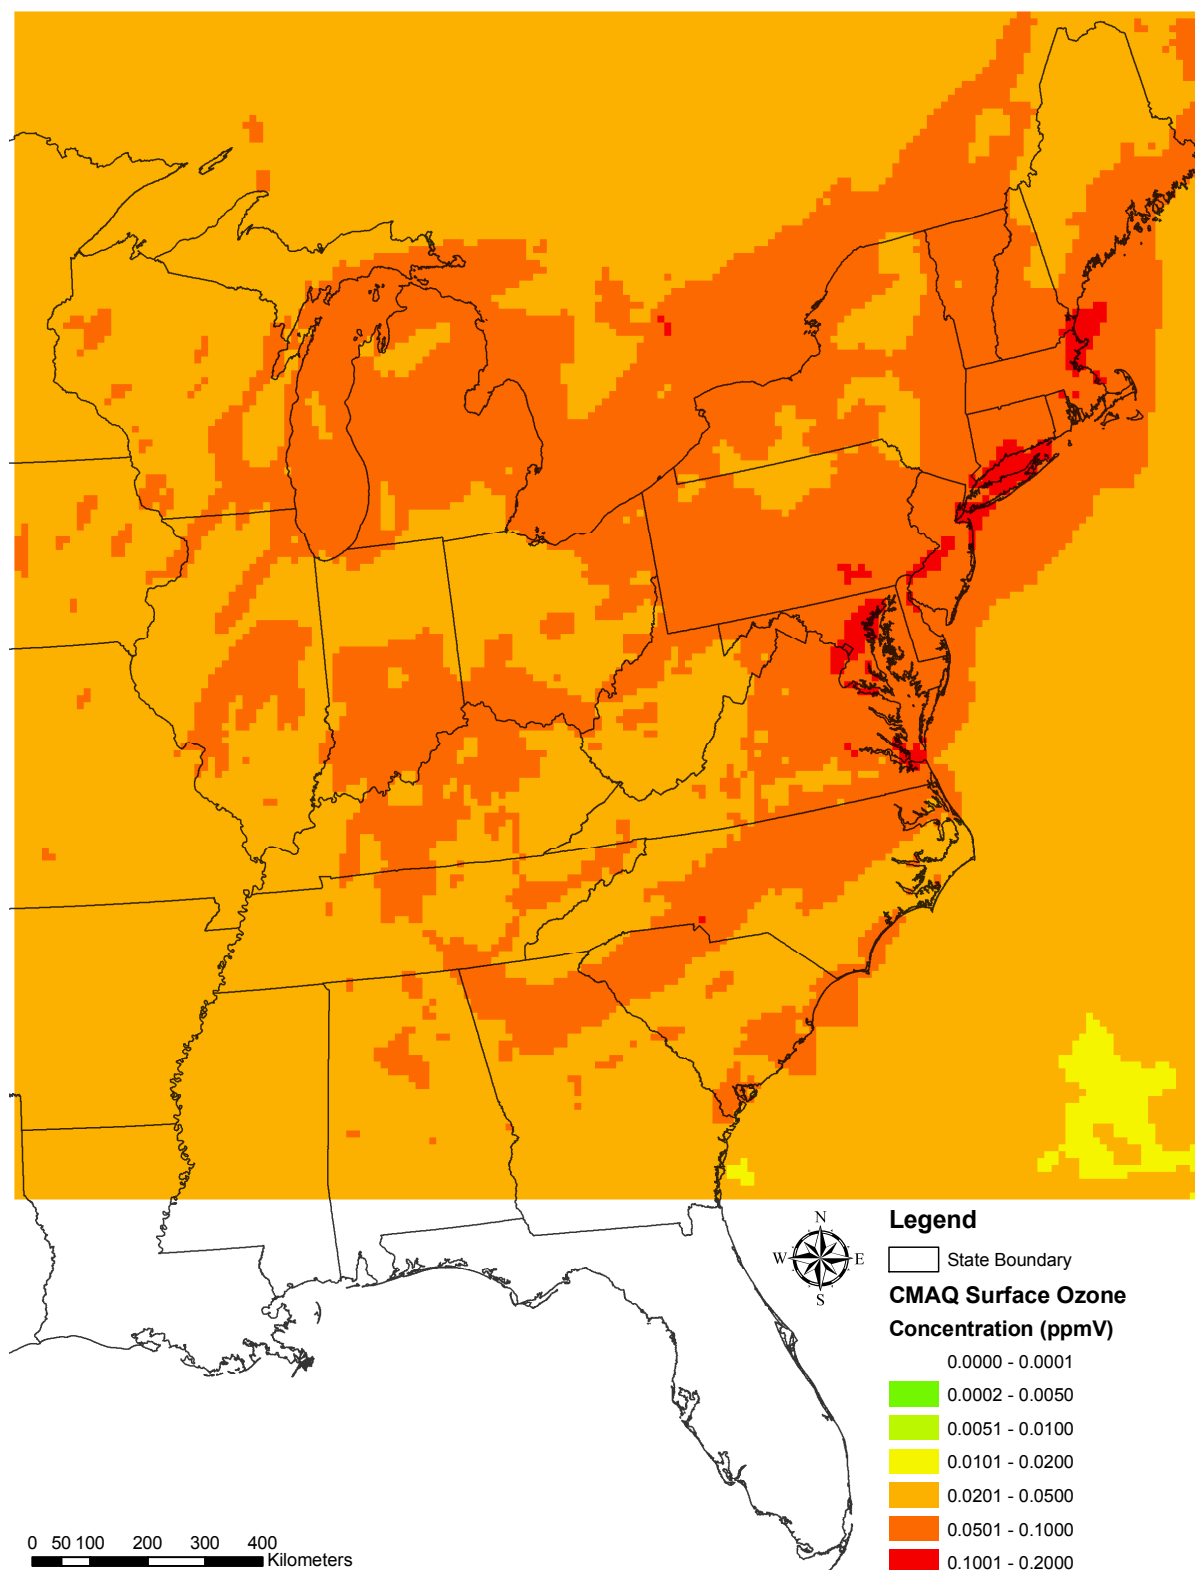 N
W E
S
Legend
State Boundary
CMAQ Surface Ozone
Concentration (ppmV)
0.0000 - 0.0001
0.0002 - 0.0050
0.0051 - 0.0100
0.0101 - 0.0200
0.0201 - 0.0500
0.0501 - 0.1000
0.1001 - 0.2000
0 50 100 200 300 400
Kilometers